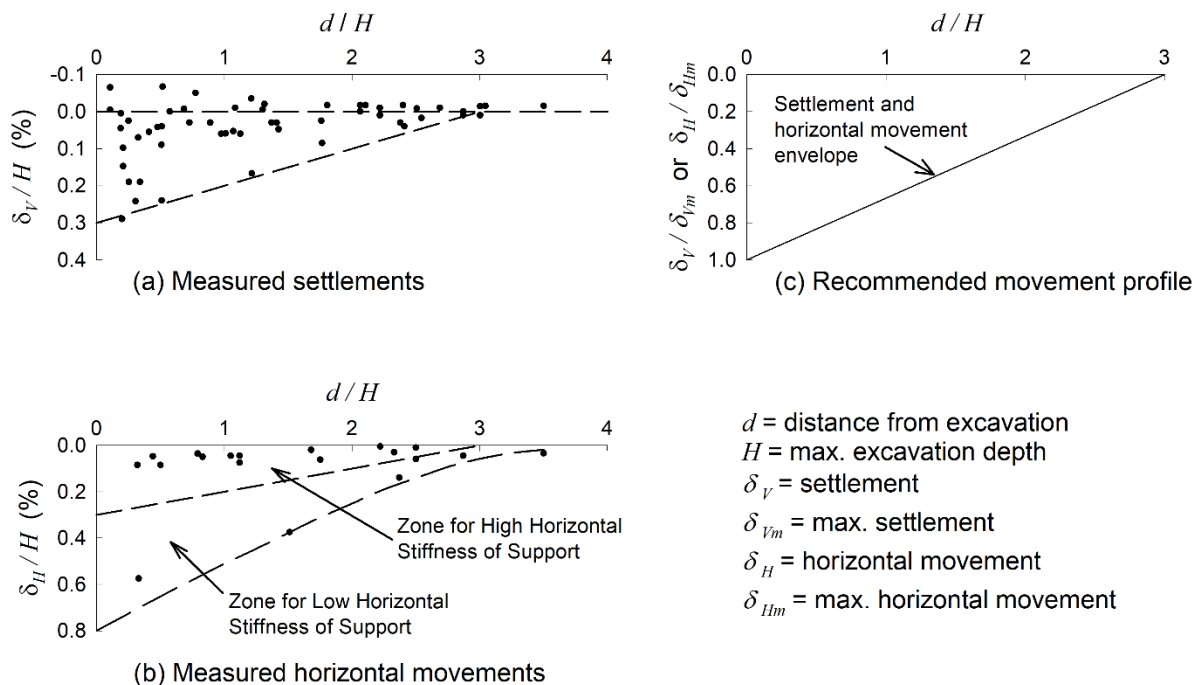 d / H
0 1 2 3 4
-0.1
0.0
0.1
0.2
0.3
0.4
δV / H (%)
(a) Measured settlements
d / H
0 1 2 3
0.0
0.2
0.4
0.6
0.8
1.0
δV / δVm or δH / δHm
Settlement and
horizontal movement
envelope
(c) Recommended movement profile
d / H
0 1 2 3 4
0.0
0.2
0.4
0.6
0.8
δH / H (%)
Zone for High Horizontal
Stiffness of Support
Zone for Low Horizontal
Stiffness of Support
(b) Measured horizontal movements
d = distance from excavation
H = max. excavation depth
δV = settlement
δVm = max. settlement
δH = horizontal movement
δHm = max. horizontal movement